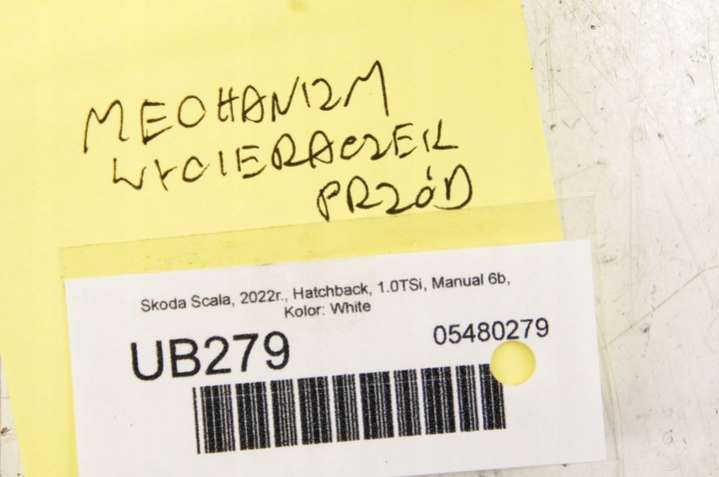 MECHANIZM
WYCIERACZEK
PRZÓD
Skoda Scala, 2022r., Hatchback, 1.0TSi, Manual 6b,
Kolor: White
UB279
05480279